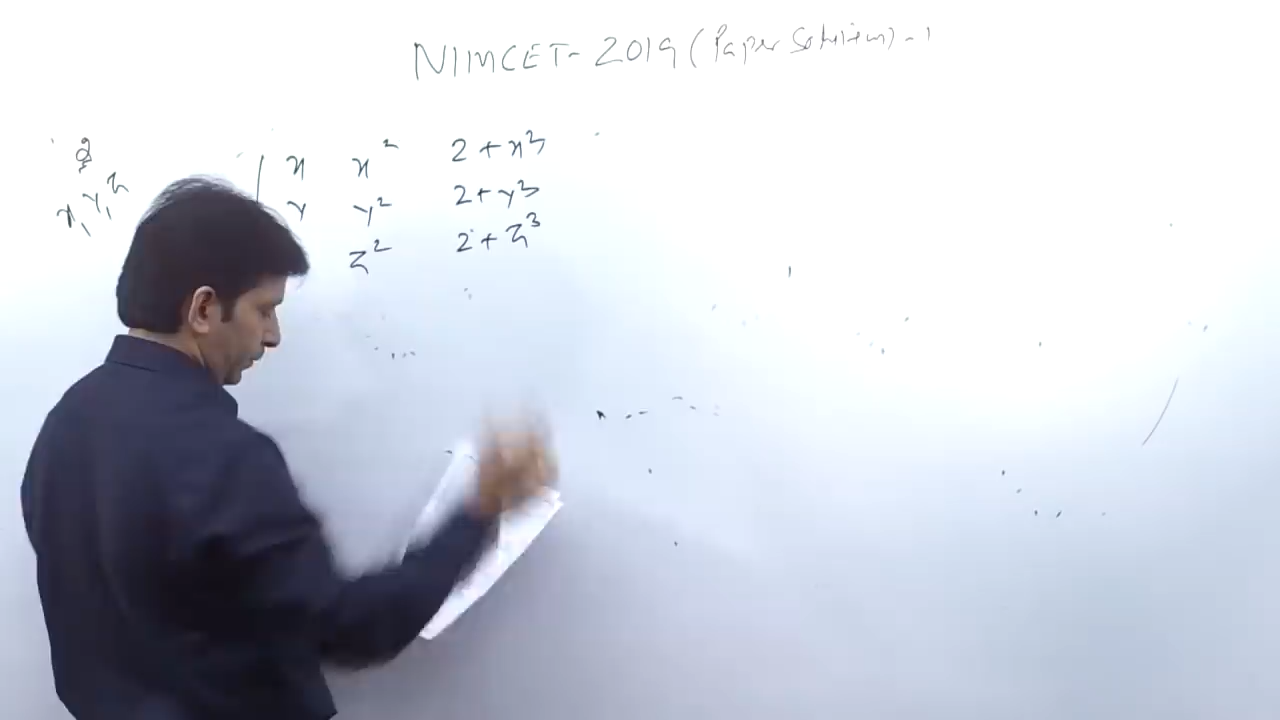 NIMCET-2019 (Paper Solution)-1
Q
x, y, z
| x x² 2+x³
y y² 2+y³
z² 2+z³